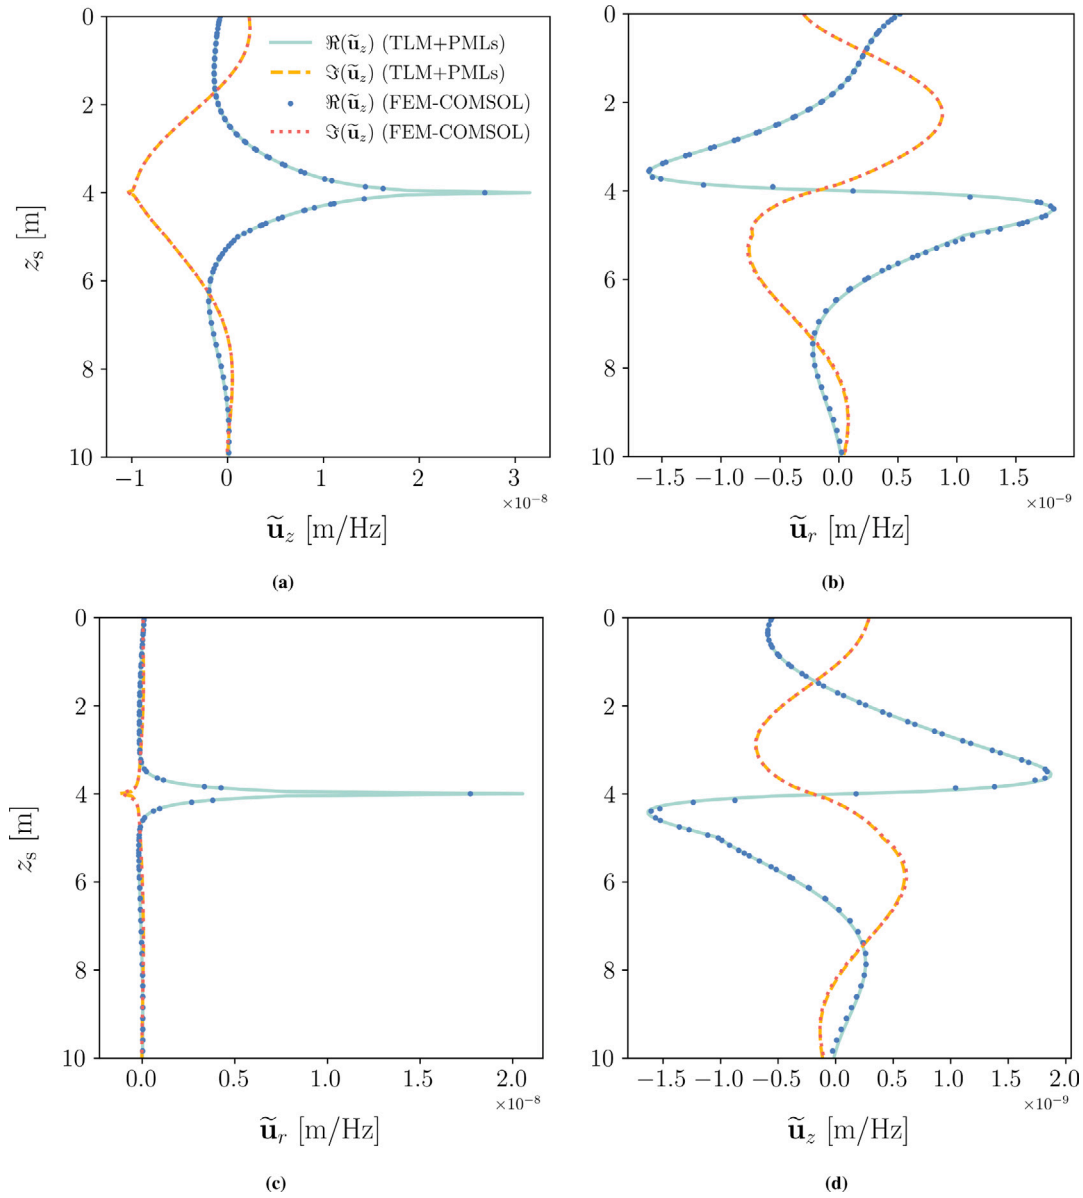 ℜ(ũ_z) (TLM+PMLs)
ℑ(ũ_z) (TLM+PMLs)
ℜ(ũ_z) (FEM-COMSOL)
ℑ(ũ_z) (FEM-COMSOL)
0
2
4
6
8
10
z_s [m]
−1 0 1 2 3
×10⁻⁸
ũ_z [m/Hz]
(a)
0
2
4
6
8
10
−1.5 −1.0 −0.5 0.0 0.5 1.0 1.5
×10⁻⁹
ũ_r [m/Hz]
(b)
0
2
4
6
8
10
z_s [m]
0.0 0.5 1.0 1.5 2.0
×10⁻⁸
ũ_r [m/Hz]
(c)
0
2
4
6
8
10
−1.5 −1.0 −0.5 0.0 0.5 1.0 1.5 2.0
×10⁻⁹
ũ_z [m/Hz]
(d)